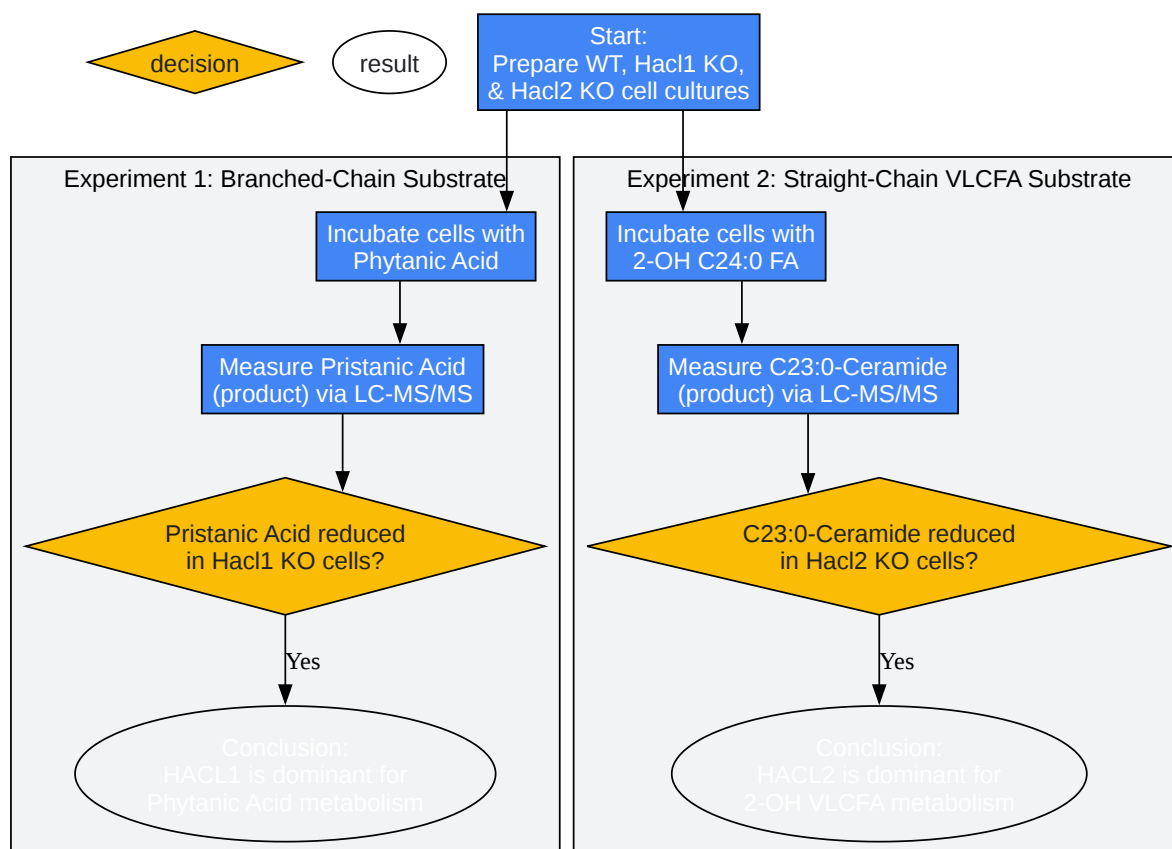 decision
result
Start:
Prepare WT, Hacl1 KO,
& Hacl2 KO cell cultures
Experiment 1: Branched-Chain Substrate
Incubate cells with
Phytanic Acid
Measure Pristanic Acid
(product) via LC-MS/MS
Pristanic Acid reduced
in Hacl1 KO cells?
Yes
Conclusion:
HACL1 is dominant for
Phytanic Acid metabolism
Experiment 2: Straight-Chain VLCFA Substrate
Incubate cells with
2-OH C24:0 FA
Measure C23:0-Ceramide
(product) via LC-MS/MS
C23:0-Ceramide reduced
in Hacl2 KO cells?
Yes
Conclusion:
HACL2 is dominant for
2-OH VLCFA metabolism